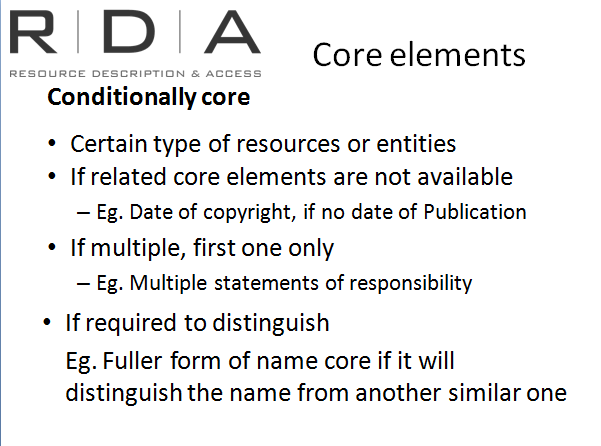 R | D | A
RESOURCE DESCRIPTION & ACCESS
Core elements
Conditionally core
• Certain type of resources or entities
• If related core elements are not available
– Eg. Date of copyright, if no date of Publication
• If multiple, first one only
– Eg. Multiple statements of responsibility
• If required to distinguish
Eg. Fuller form of name core if it will
distinguish the name from another similar one